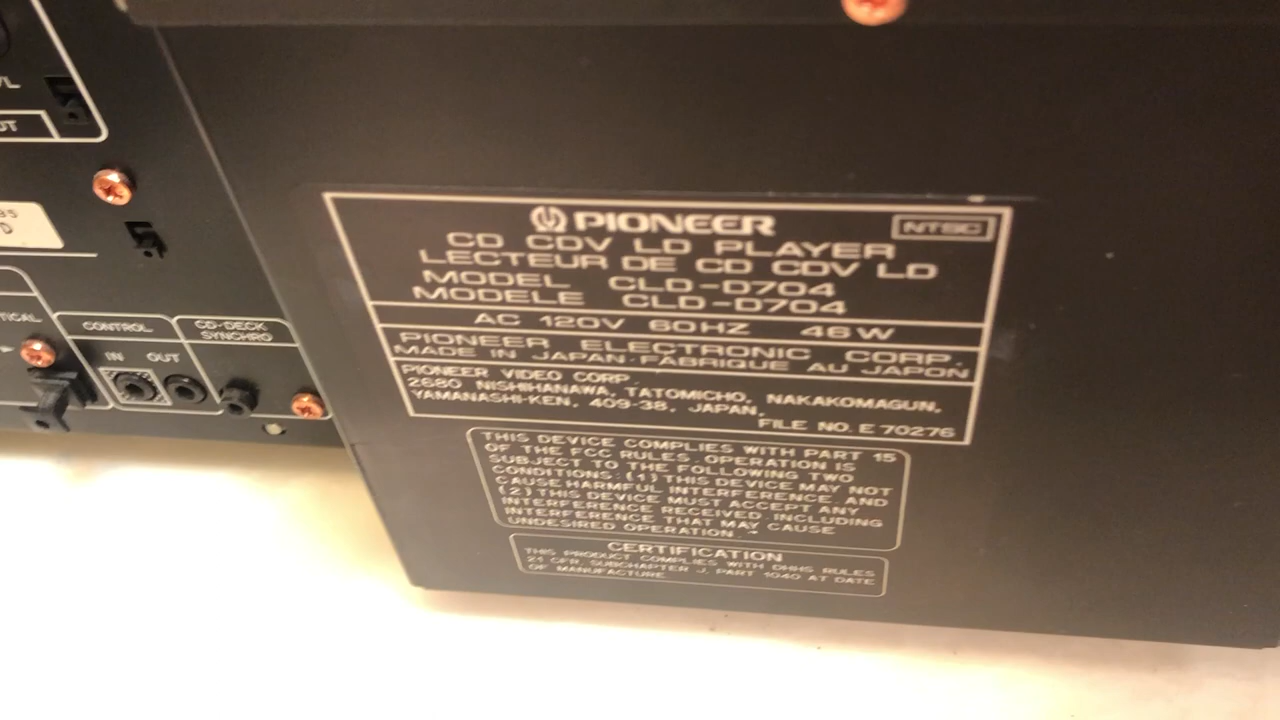 PIONEER NTSC
CD CDV LD PLAYER
LECTEUR DE CD CDV LD
MODEL CLD-D704
MODELE CLD-D704
AC 120V 60HZ 46W
PIONEER ELECTRONIC CORP.
MADE IN JAPAN·FABRIQUE AU JAPON
PIONEER VIDEO CORP.
2680 NISHIHANAWA, TATOMICHO, NAKAKOMAGUN,
YAMANASHI-KEN, 409-38, JAPAN,
FILE NO. E70276
THIS DEVICE COMPLIES WITH PART 15
OF THE FCC RULES. OPERATION IS
SUBJECT TO THE FOLLOWING TWO
CONDITIONS: (1) THIS DEVICE MAY NOT
CAUSE HARMFUL INTERFERENCE, AND
(2) THIS DEVICE MUST ACCEPT ANY
INTERFERENCE RECEIVED, INCLUDING
INTERFERENCE THAT MAY CAUSE
UNDESIRED OPERATION.
CERTIFICATION
THIS PRODUCT COMPLIES WITH DHHS RULES
21 CFR, SUBCHAPTER J, PART 1040 AT DATE
OF MANUFACTURE
CONTROL
IN OUT
CD-DECK
SYNCHRO